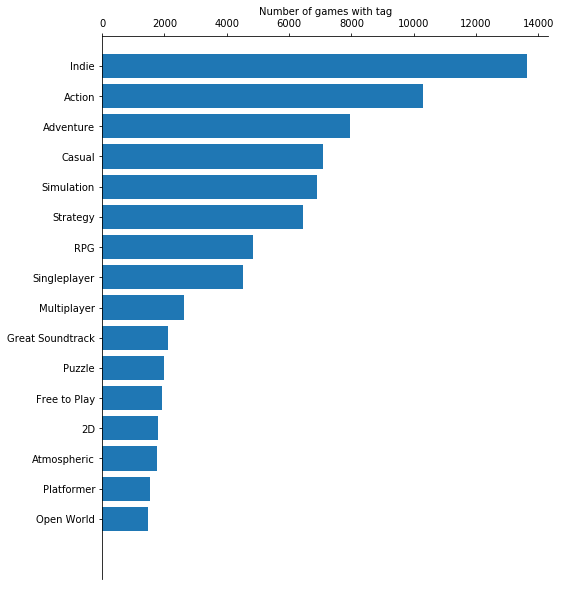 Number of games with tag
0 2000 4000 6000 8000 10000 12000 14000
Indie
Action
Adventure
Casual
Simulation
Strategy
RPG
Singleplayer
Multiplayer
Great Soundtrack
Puzzle
Free to Play
2D
Atmospheric
Platformer
Open World